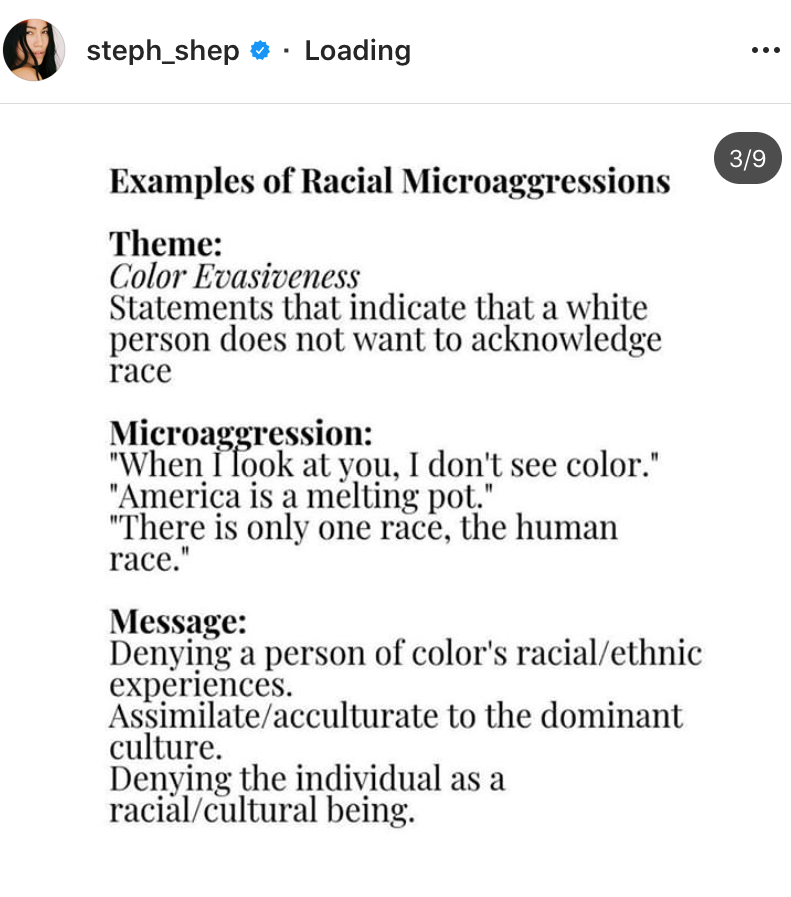 steph_shep · Loading
3/9
Examples of Racial Microaggressions
Theme:
Color Evasiveness
Statements that indicate that a white
person does not want to acknowledge
race
Microaggression:
"When I look at you, I don't see color."
"America is a melting pot."
"There is only one race, the human
race."
Message:
Denying a person of color's racial/ethnic
experiences.
Assimilate/acculturate to the dominant
culture.
Denying the individual as a
racial/cultural being.